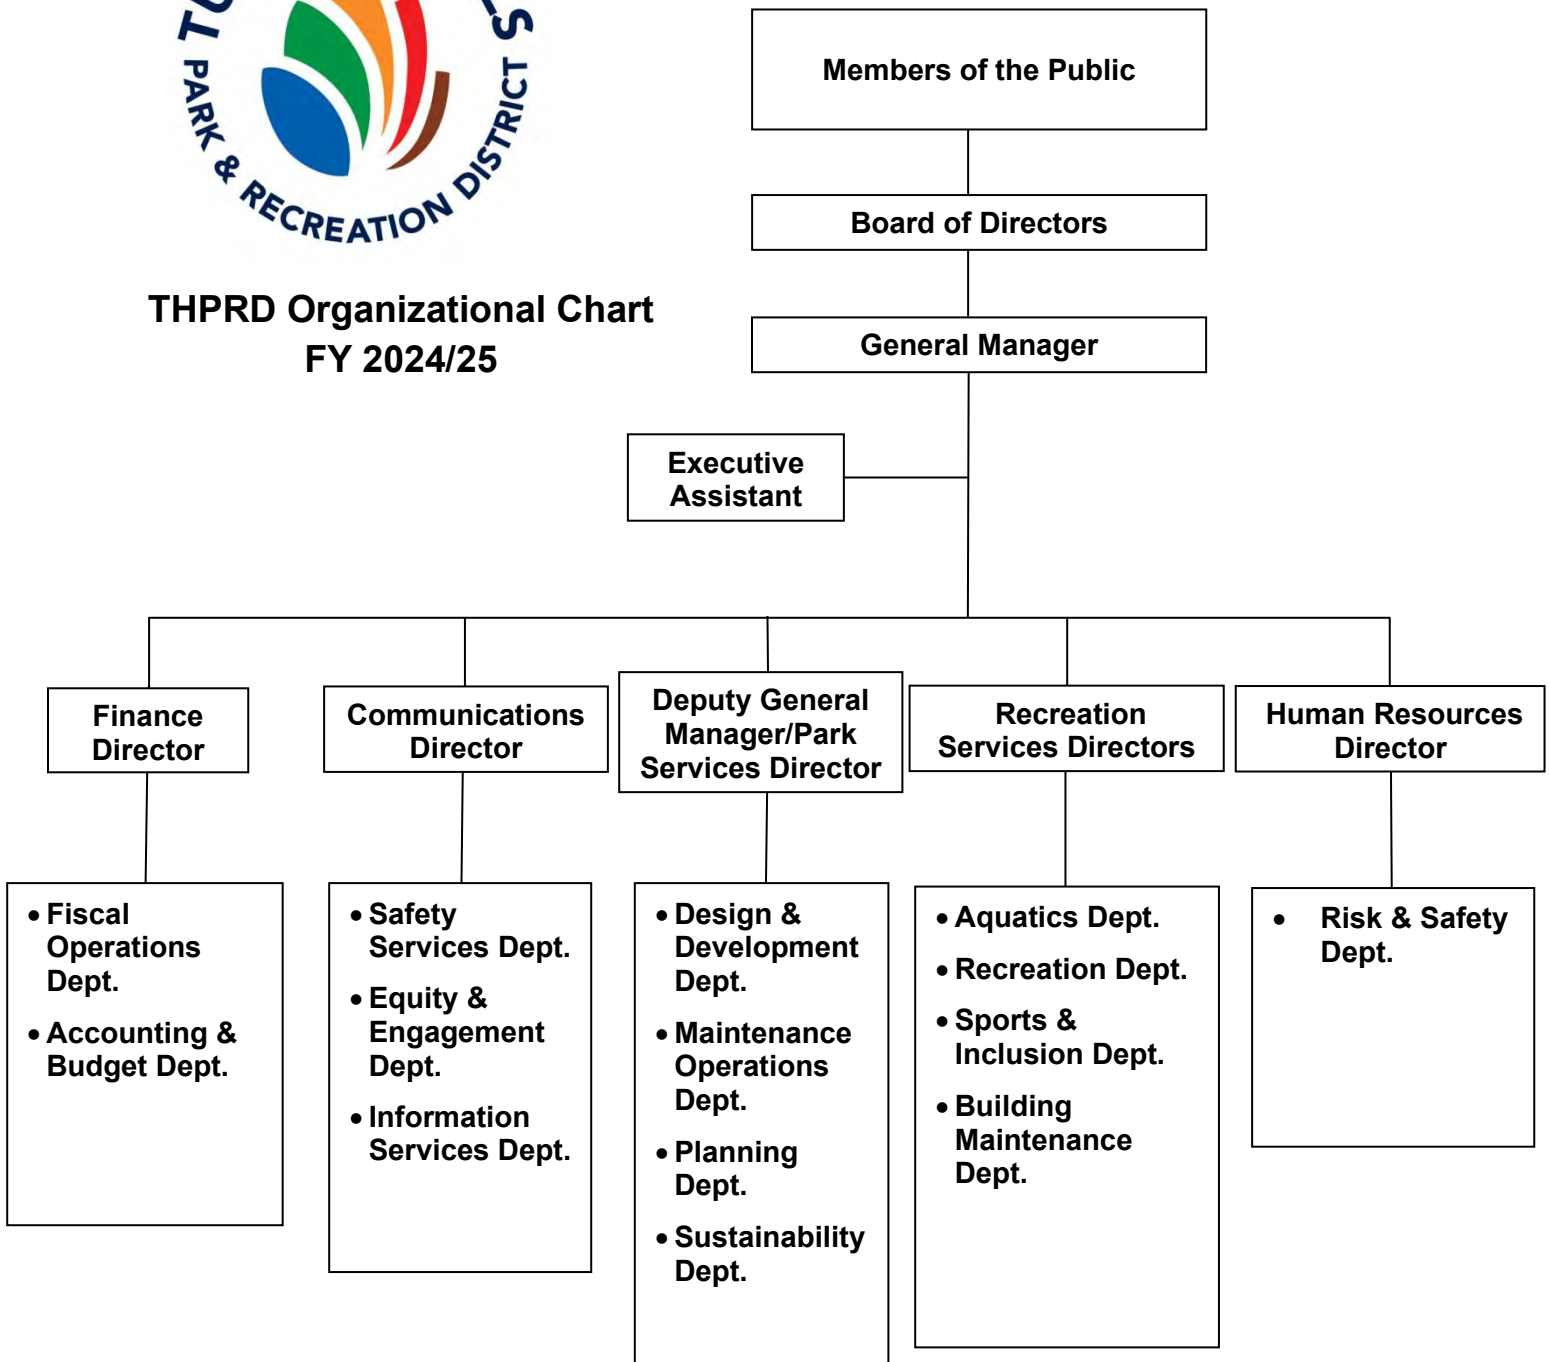 PARK & RECREATION DISTRICT
THPRD Organizational Chart
FY 2024/25
Members of the Public
Board of Directors
General Manager
Executive
Assistant
Finance
Director
Communications
Director
Deputy General
Manager/Park
Services Director
Recreation
Services Directors
Human Resources
Director
• Fiscal
Operations
Dept.
• Accounting &
Budget Dept.
• Safety
Services Dept.
• Equity &
Engagement
Dept.
• Information
Services Dept.
• Design &
Development
Dept.
• Maintenance
Operations
Dept.
• Planning
Dept.
• Sustainability
Dept.
• Aquatics Dept.
• Recreation Dept.
• Sports &
Inclusion Dept.
• Building
Maintenance
Dept.
• Risk & Safety
Dept.